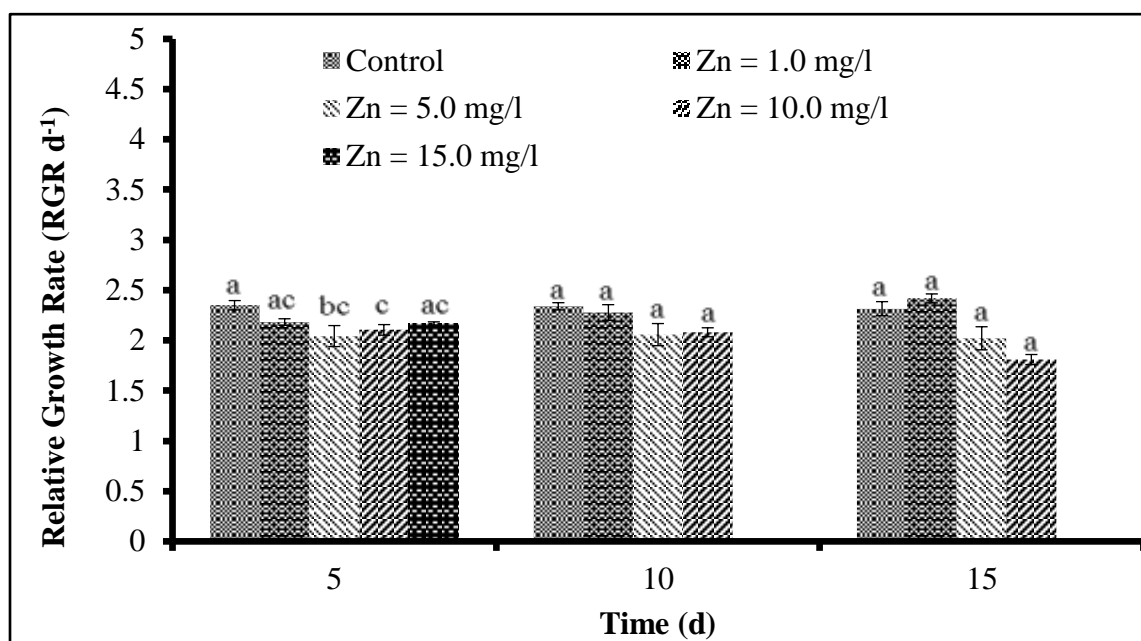 Relative Growth Rate (RGR d⁻¹)
5
4.5
4
3.5
3
2.5
2
1.5
1
0.5
0
Control
Zn = 1.0 mg/l
Zn = 5.0 mg/l
Zn = 10.0 mg/l
Zn = 15.0 mg/l
a ac bc c ac
a a a a
a a a a
5 10 15
Time (d)